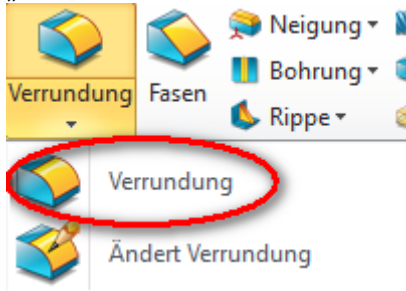 Neigung
Bohrung
Verrundung
Fasen
Rippe
Verrundung
Ändert Verrundung